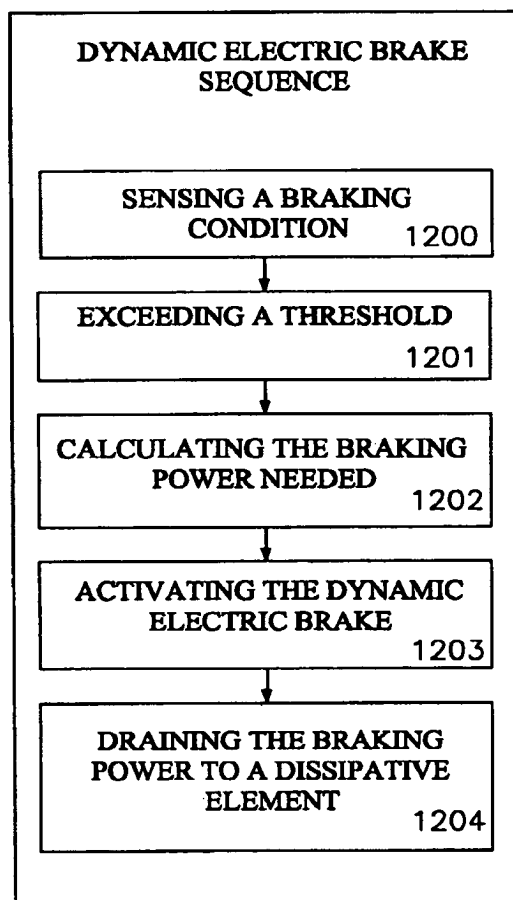 DYNAMIC ELECTRIC BRAKE
SEQUENCE
SENSING A BRAKING
CONDITION
1200
EXCEEDING A THRESHOLD
1201
CALCULATING THE BRAKING
POWER NEEDED
1202
ACTIVATING THE DYNAMIC
ELECTRIC BRAKE
1203
DRAINING THE BRAKING
POWER TO A DISSIPATIVE
ELEMENT
1204